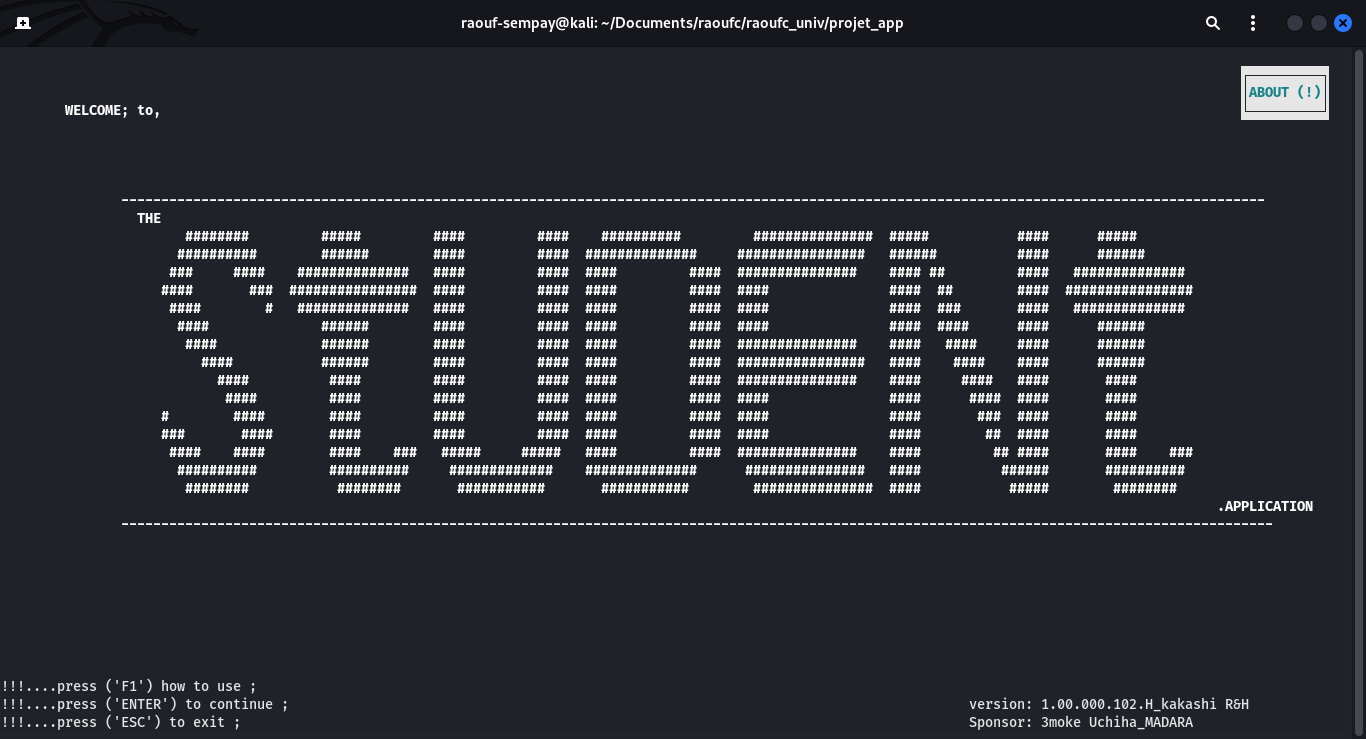 raouf-sempay@kali: ~/Documents/raoufc/raoufc_univ/projet_app
ABOUT (!)
WELCOME; to,
THE
STUDENT
.APPLICATION
!!!....press ('F1') how to use ;
!!!....press ('ENTER') to continue ;
!!!....press ('ESC') to exit ;
version: 1.00.000.102.H_kakashi R&H
Sponsor: 3moke Uchiha_MADARA